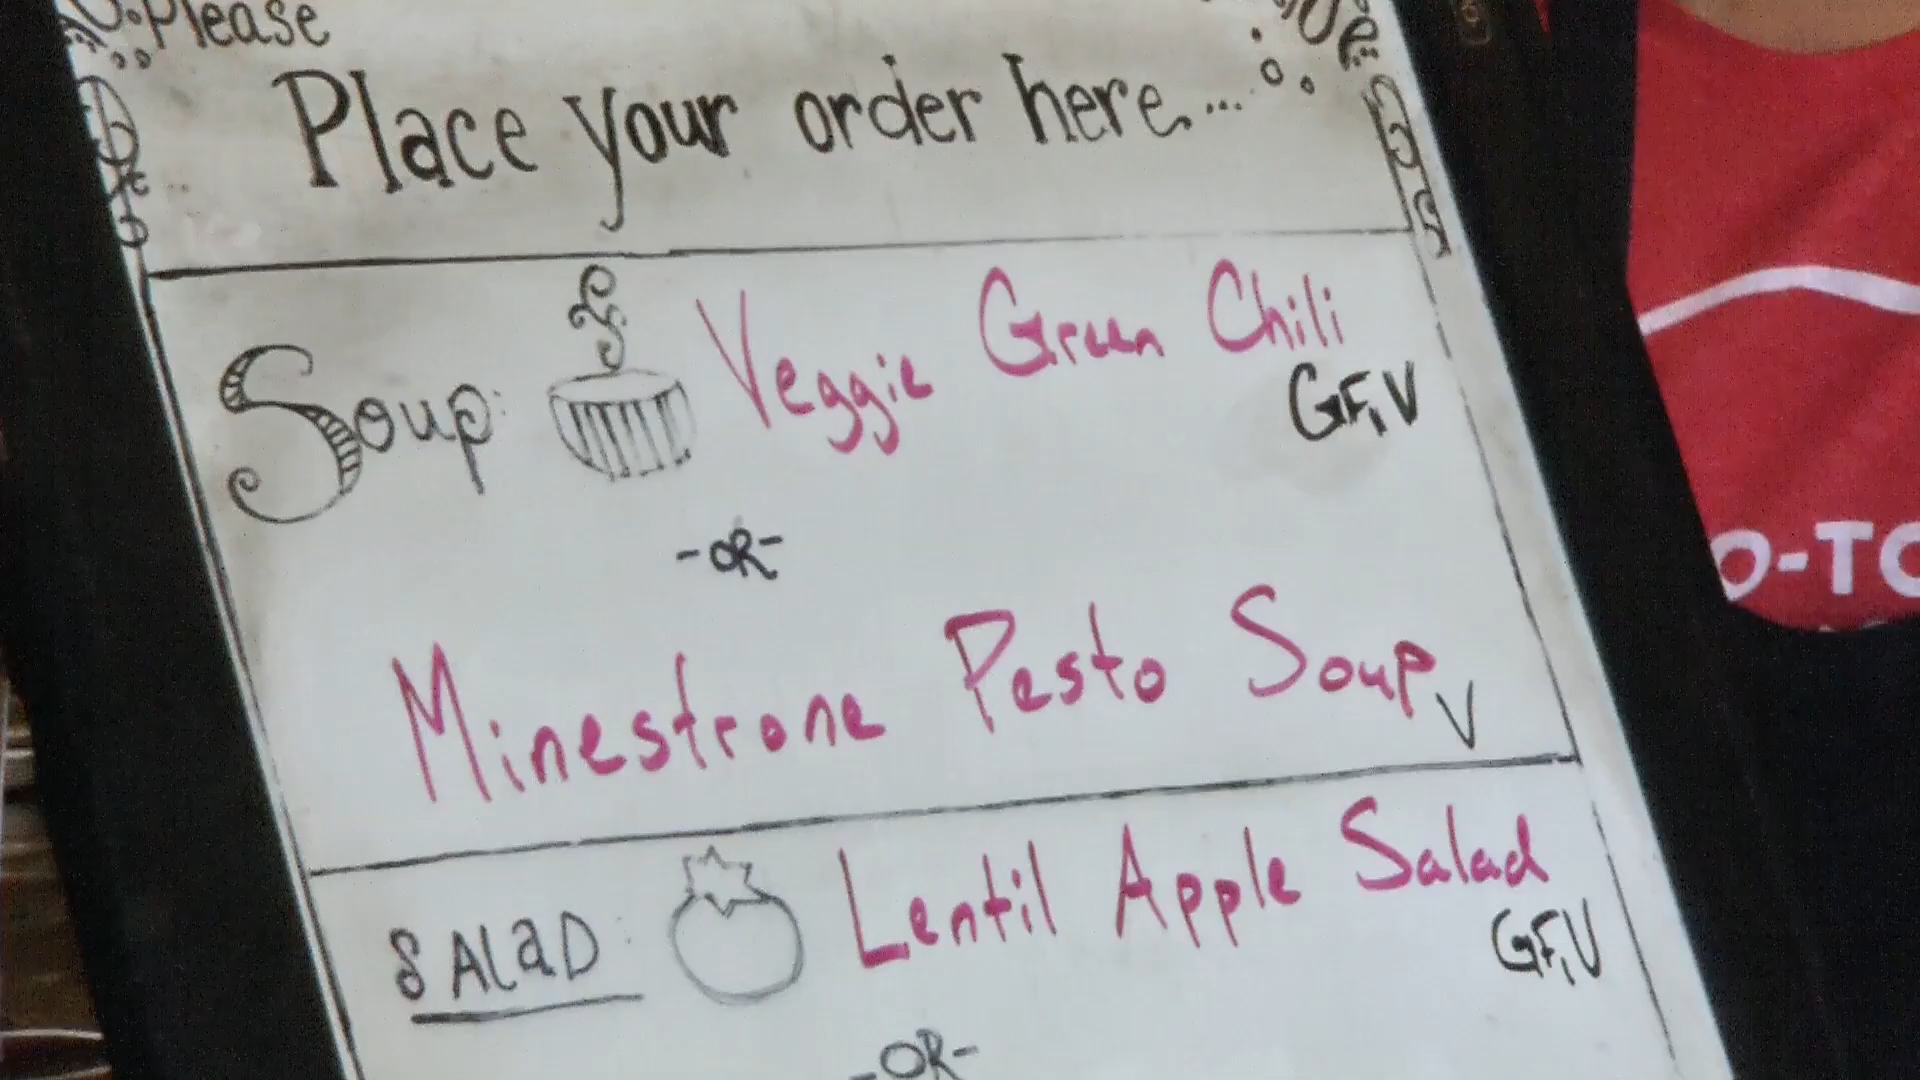 Please
Place your order here...
Soup: Veggie Green Chili
GF, V
-OR-
Minestrone Pesto Soup
V
SALAD: Lentil Apple Salad
GF, V
-OR-
O-TO